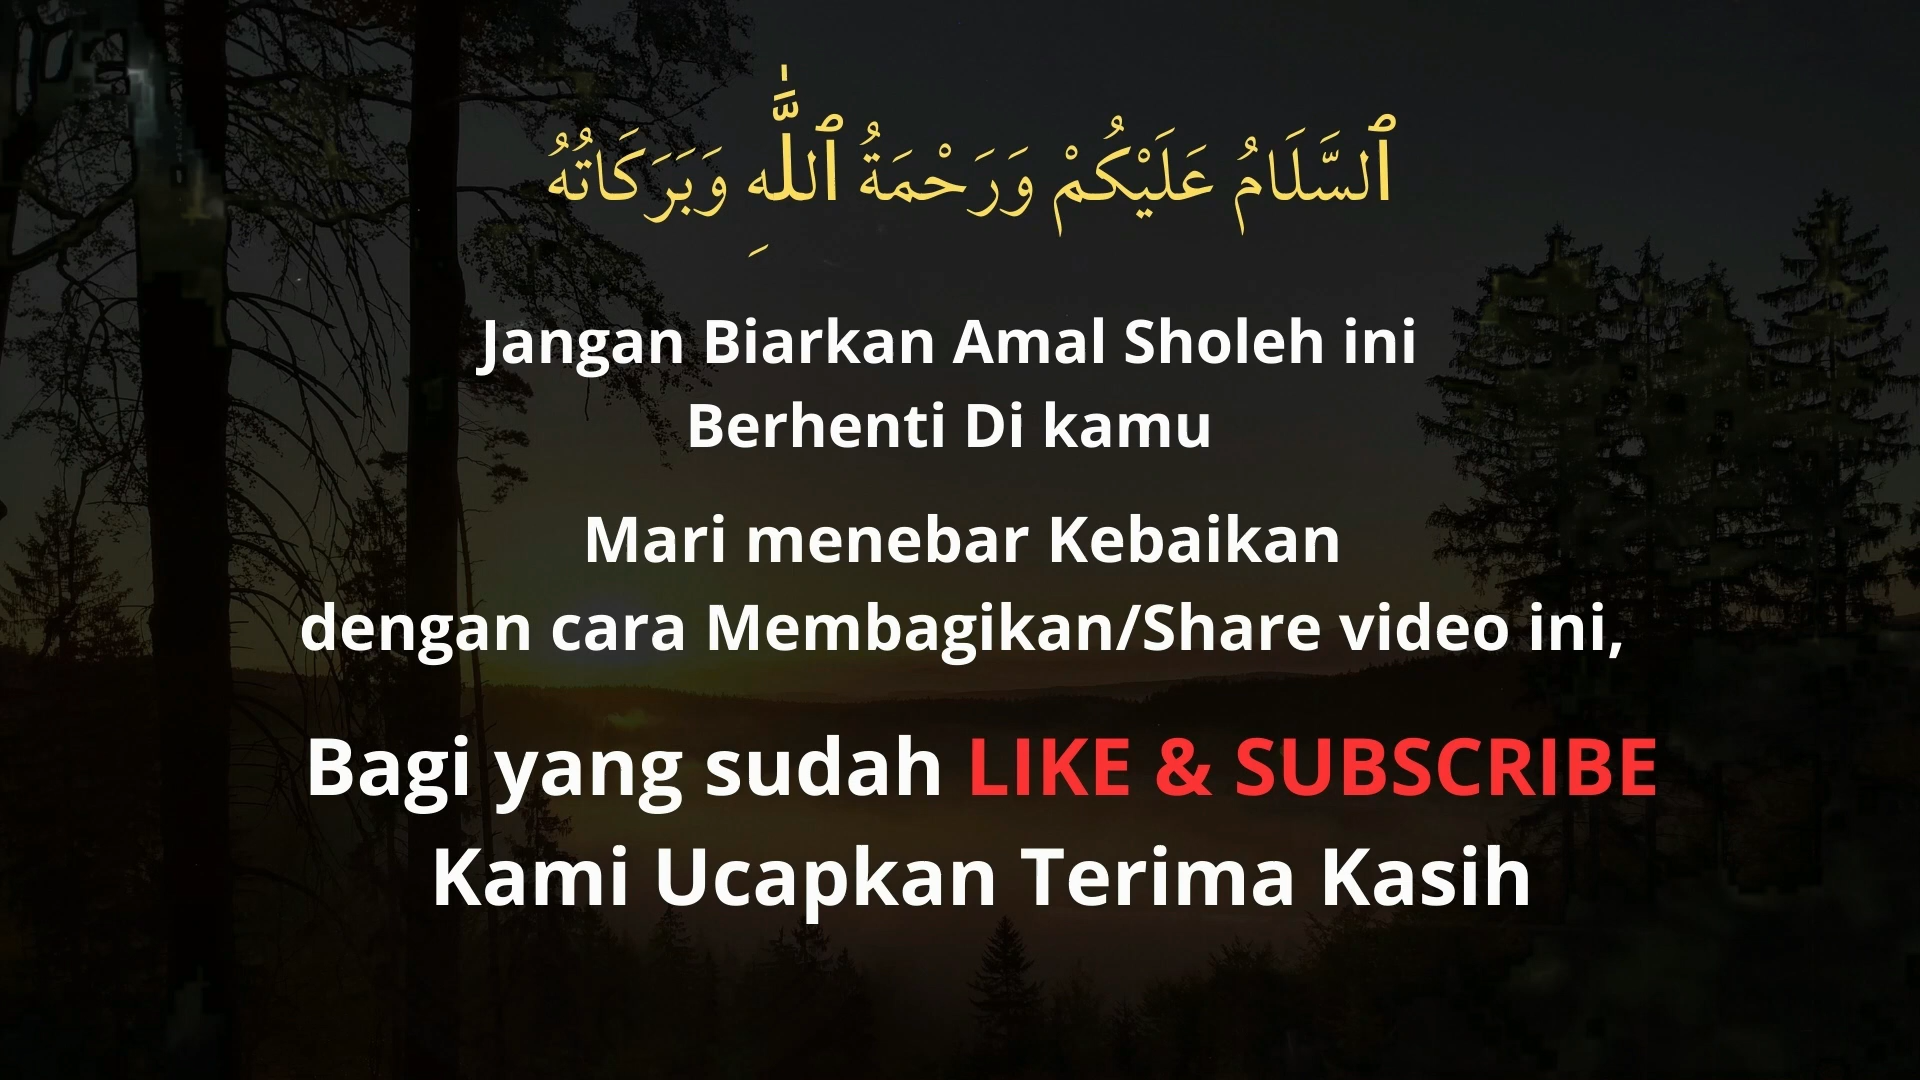 ٱلسَّلَامُ عَلَيْكُمْ وَرَحْمَةُ ٱللَّٰهِ وَبَرَكَاتُهُ
Jangan Biarkan Amal Sholeh ini
Berhenti Di kamu
Mari menebar Kebaikan
dengan cara Membagikan/Share video ini,
Bagi yang sudah LIKE & SUBSCRIBE
Kami Ucapkan Terima Kasih